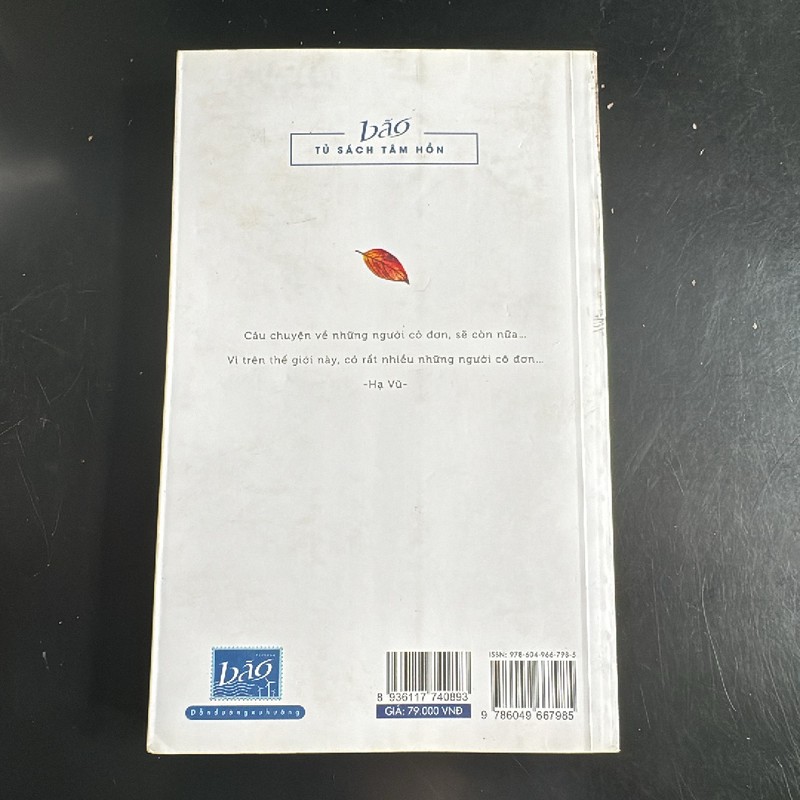 bão
TỦ SÁCH TÂM HỒN
Câu chuyện về những người cô đơn, sẽ còn nữa...
Vì trên thế giới này, có rất nhiều những người cô đơn...
-Hạ Vũ-
bão
Dẫnđườngxuhướng
8 936117 740893
GIÁ: 79.000 VNĐ
ISSN: 978-604-966-798-5
9 786049 667985